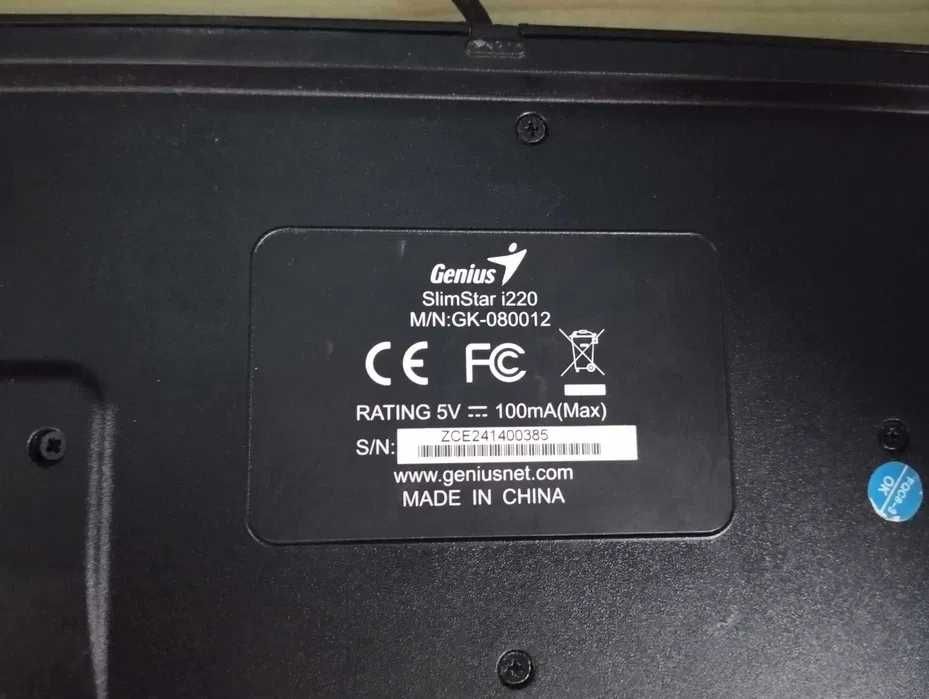 Genius
SlimStar i220
M/N:GK-080012
CE FC
RATING 5V ⎓ 100mA(Max)
S/N: ZCE241400385
www.geniusnet.com
MADE IN CHINA
OK